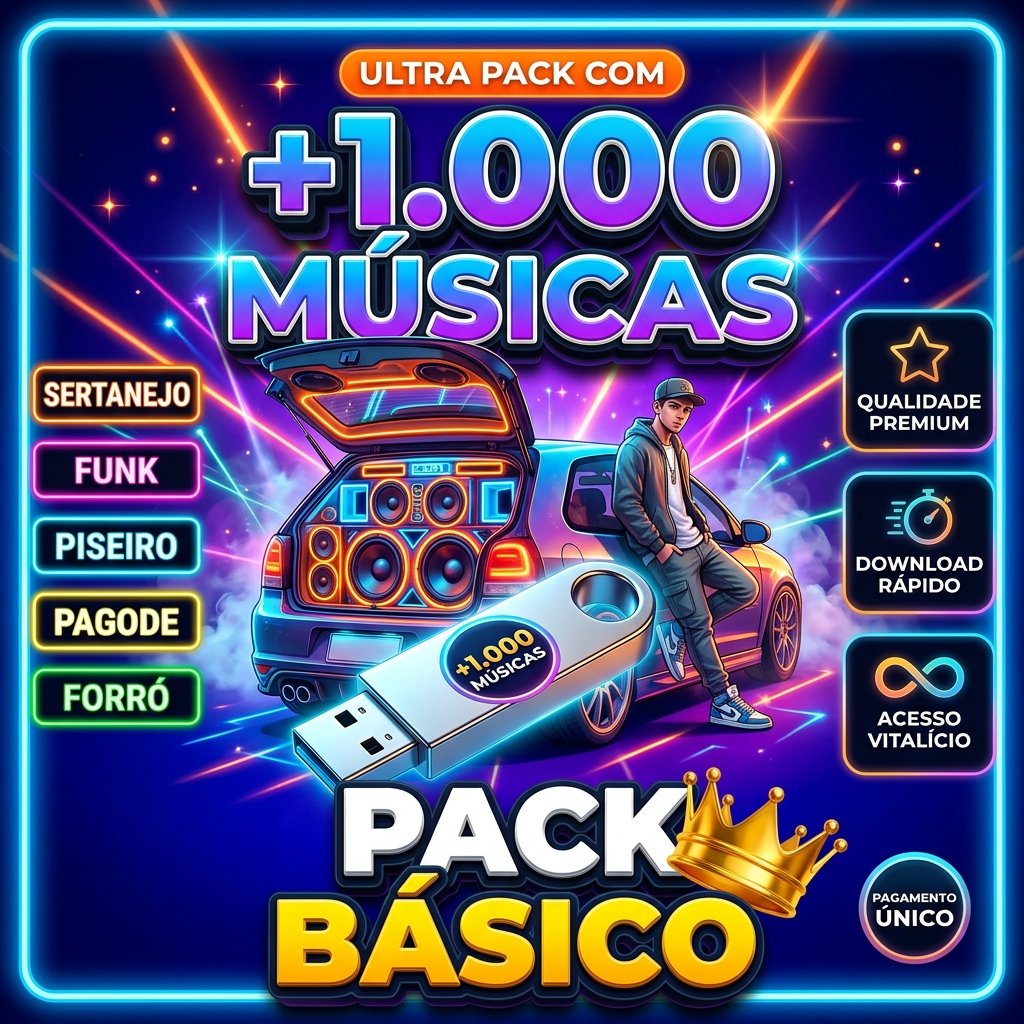 ULTRA PACK COM
+1.000
MÚSICAS
SERTANEJO
FUNK
PISEIRO
PAGODE
FORRÓ
QUALIDADE
PREMIUM
DOWNLOAD
RÁPIDO
ACESSO
VITALÍCIO
+1.000
MÚSICAS
PACK
BÁSICO
PAGAMENTO
ÚNICO